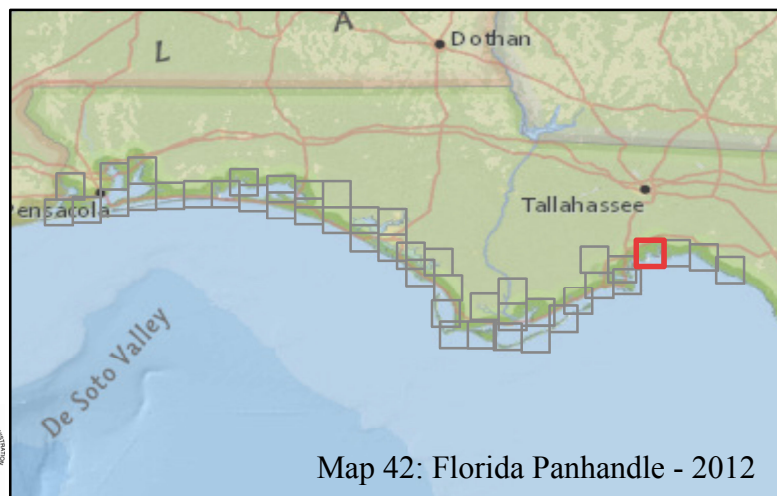 L A
Dothan
Pensacola
Tallahassee
De Soto Valley
Map 42: Florida Panhandle - 2012